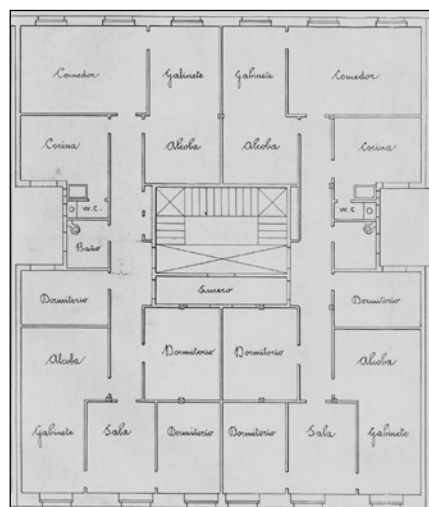 Comedor Gabinete Gabinete Comedor
Cocina Alcoba Alcoba Cocina
W.C. W.C
Baño
Lucero
Dormitorio Dormitorio
Dormitorio Dormitorio
Alcoba Alcoba
Gabinete Sala Dormitorio Dormitorio Sala Gabinete